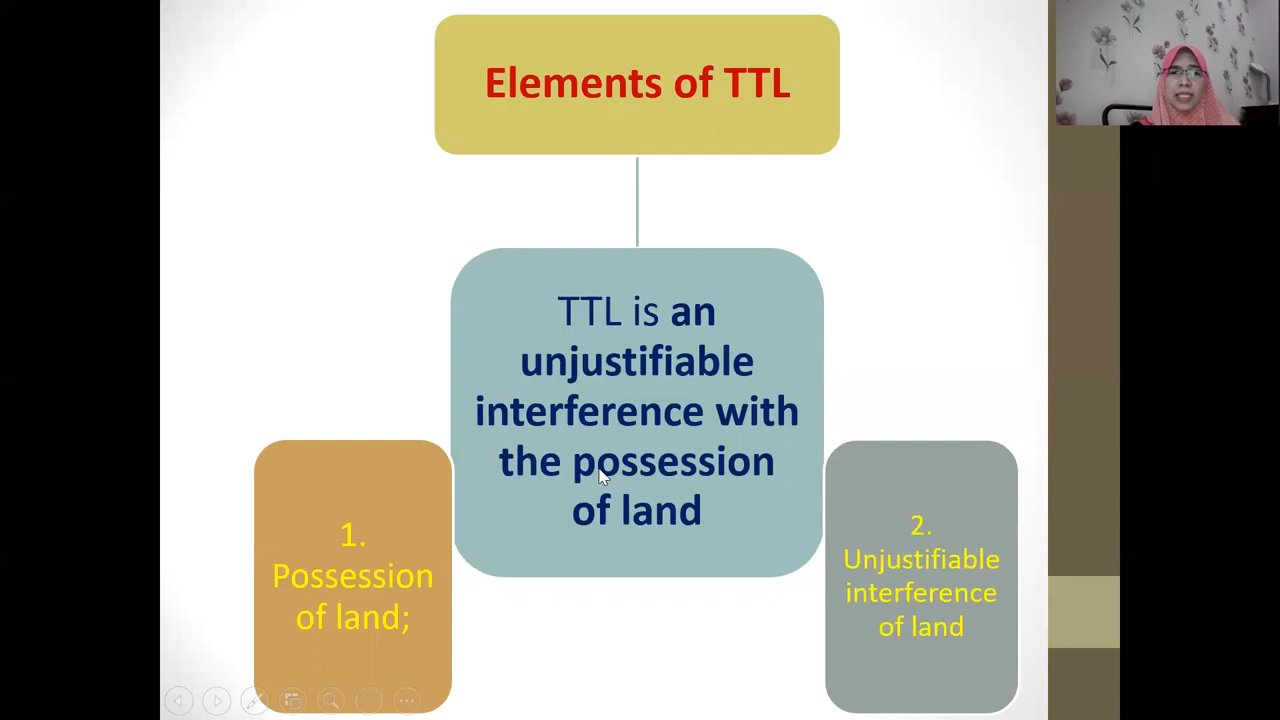 Elements of TTL
TTL is an
unjustifiable
interference with
the possession
of land
1.
Possession
of land;
2.
Unjustifiable
interference
of land